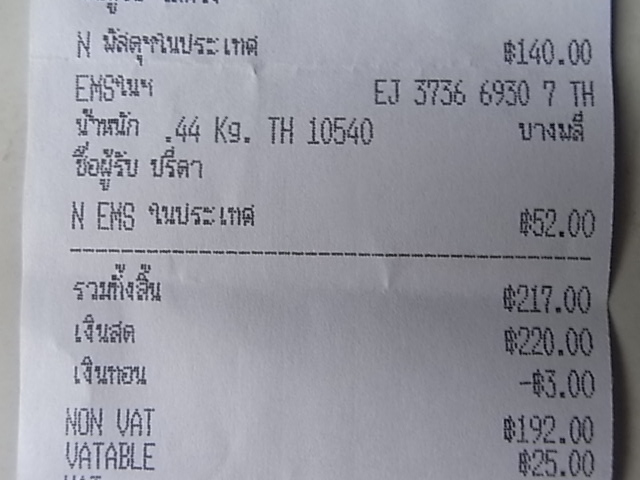 N พัสดุฯในประเทศ ฿140.00
EMSในฯ EJ 3736 6930 7 TH
น้ำหนัก .44 Kg. TH 10540 บางพลี
ชื่อผู้รับ ปรีดา
N EMS ในประเทศ ฿52.00
รวมทั้งสิ้น ฿217.00
เงินสด ฿220.00
เงินทอน -฿3.00
NON VAT ฿192.00
VATABLE ฿25.00